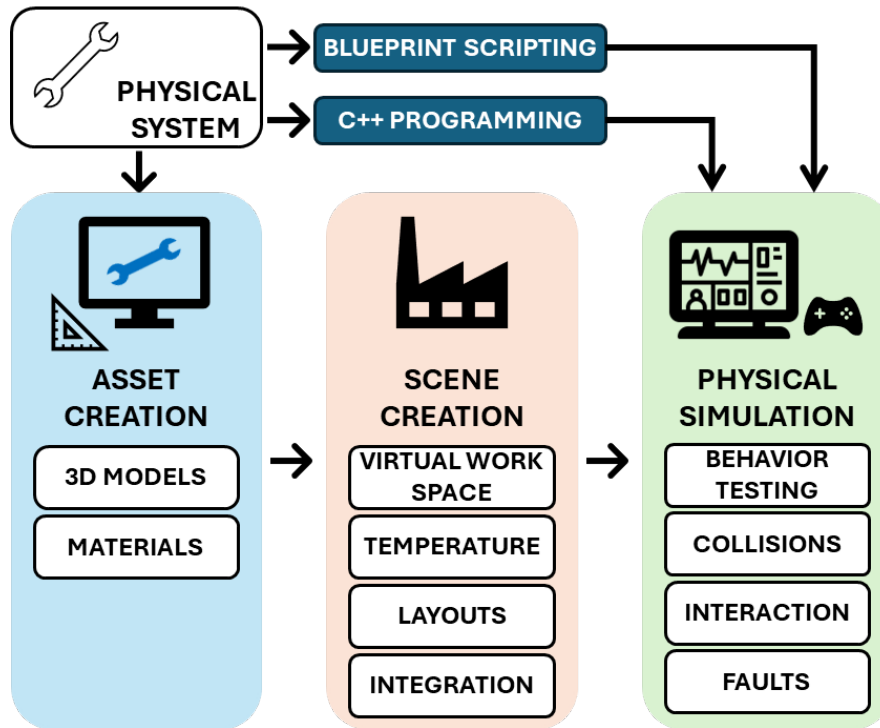 PHYSICAL
SYSTEM
BLUEPRINT SCRIPTING
C++ PROGRAMMING
ASSET
CREATION
3D MODELS
MATERIALS
SCENE
CREATION
VIRTUAL WORK
SPACE
TEMPERATURE
LAYOUTS
INTEGRATION
PHYSICAL
SIMULATION
BEHAVIOR
TESTING
COLLISIONS
INTERACTION
FAULTS